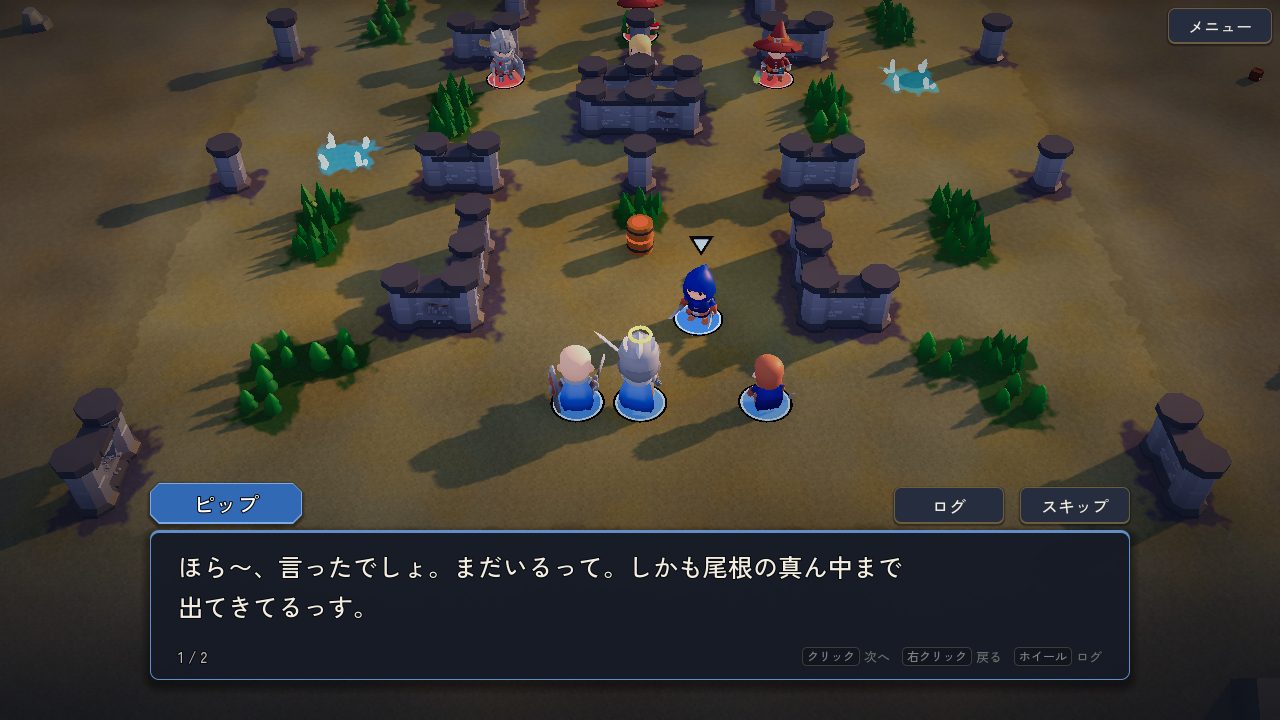 メニュー
ピップ
ログ
スキップ
ほら～、言ったでしょ。まだいるって。しかも尾根の真ん中まで
出てきてるっす。
1 / 2
クリック 次へ 右クリック 戻る ホイール ログ